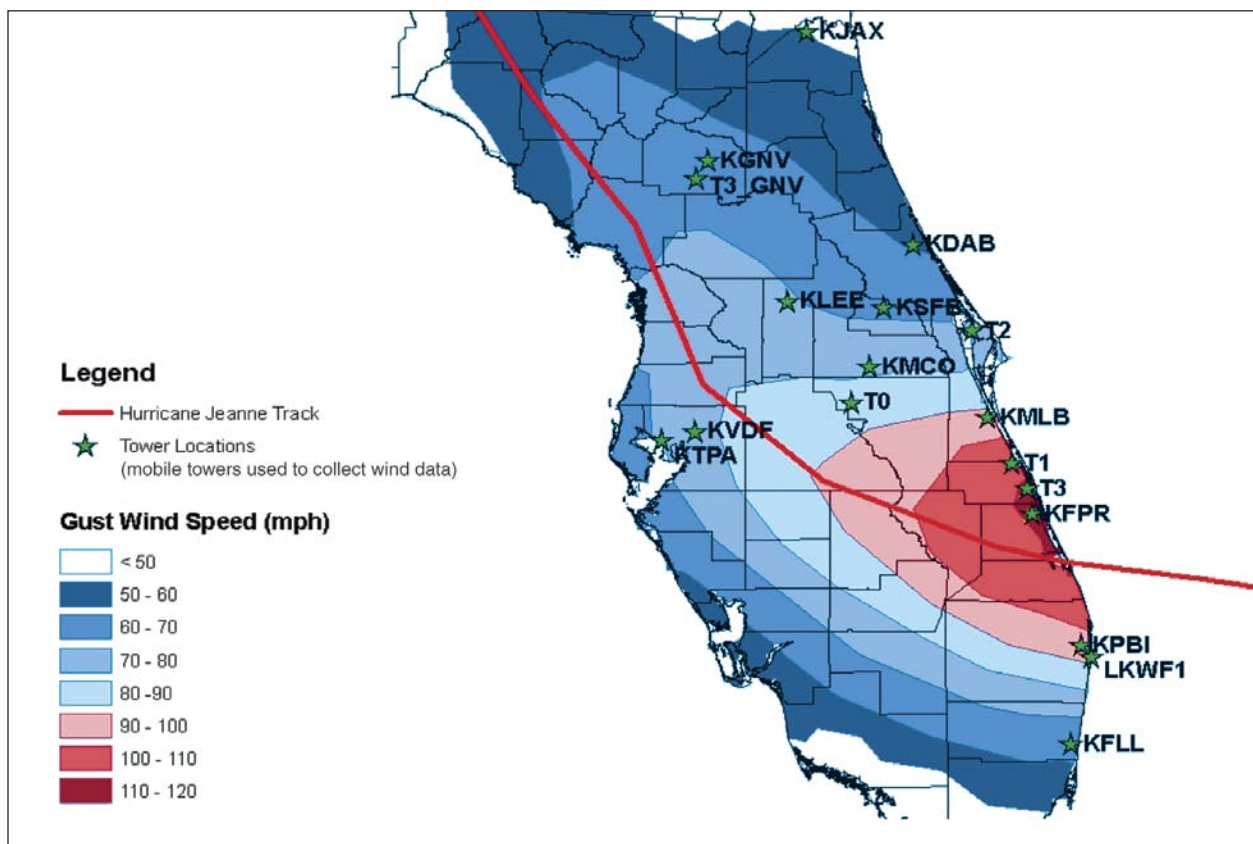 KJAX
KGNV
T3_GNV
KDAB
KLEE
KSFB
T2
KMCO
T0
KMLB
KVDF
KTPA
T1
T3
KFPR
KPBI
LKWF1
KFLL
Legend
Hurricane Jeanne Track
Tower Locations
(mobile towers used to collect wind data)
Gust Wind Speed (mph)
< 50
50 - 60
60 - 70
70 - 80
80 -90
90 - 100
100 - 110
110 - 120